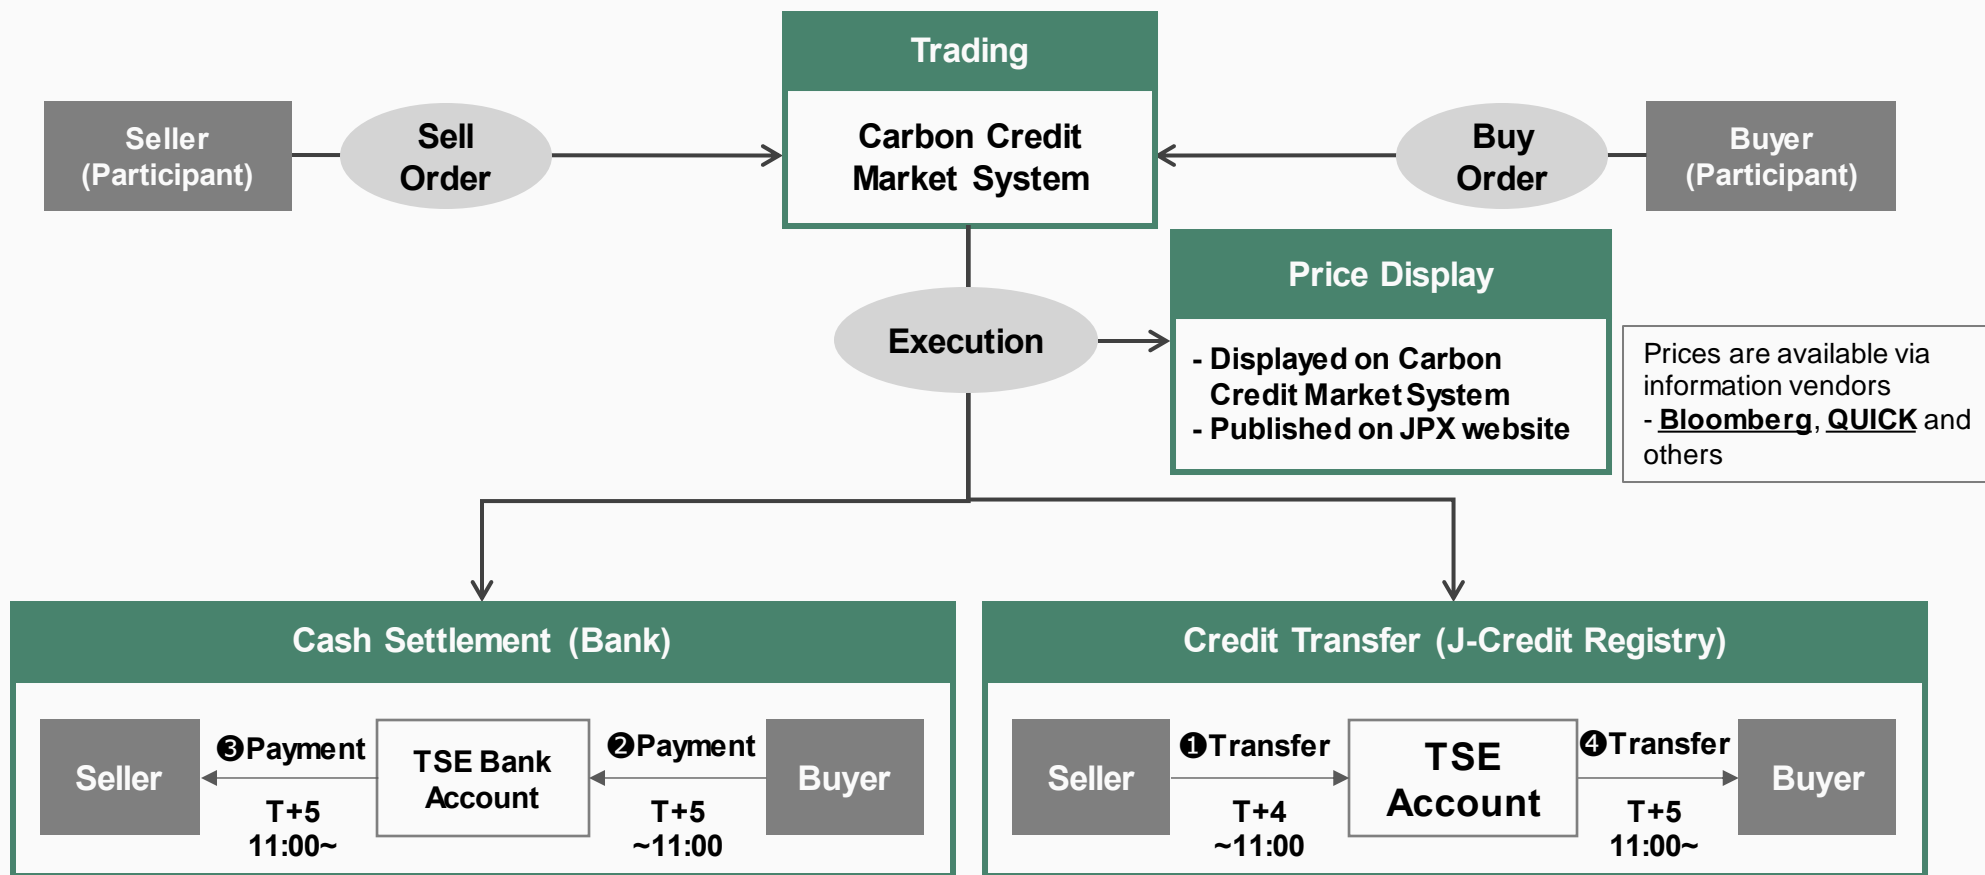 Trading
Carbon Credit
Market System
Seller
(Participant)
Sell
Order
Buy
Order
Buyer
(Participant)
Execution
Price Display
- Displayed on Carbon
Credit Market System
- Published on JPX website
Prices are available via
information vendors
- Bloomberg, QUICK and
others
Cash Settlement (Bank)
Seller
❸Payment
T+5
11:00~
TSE Bank
Account
❷Payment
T+5
~11:00
Buyer
Credit Transfer (J-Credit Registry)
Seller
❶Transfer
T+4
~11:00
TSE
Account
❹Transfer
T+5
11:00~
Buyer